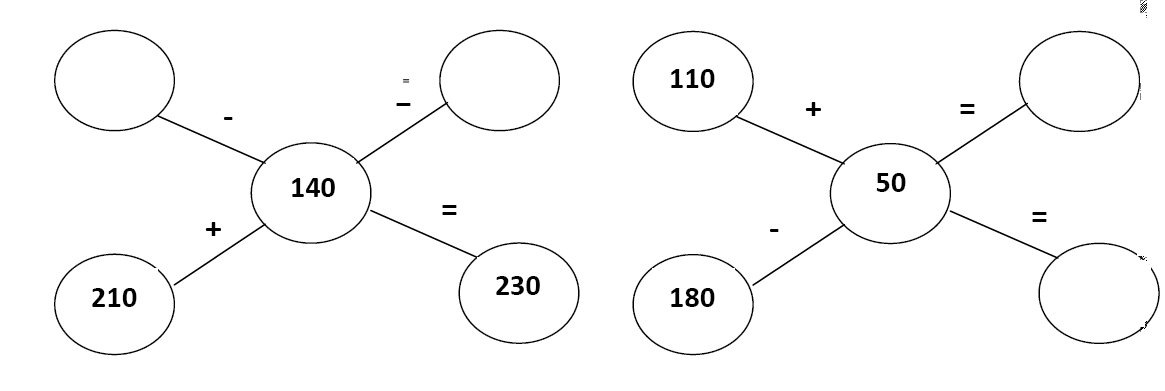 110
= + =
- –
140 50
+ = - =
210 230 180